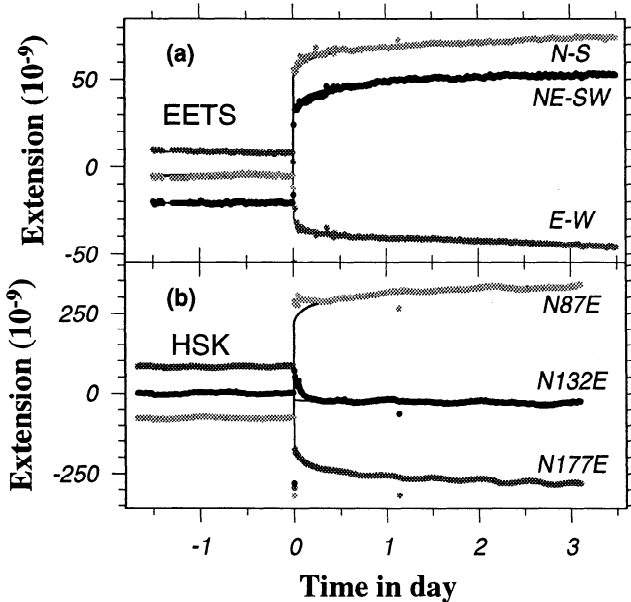 Extension (10-9)
(a)
EETS
N-S
NE-SW
E-W
50
0
-50
Extension (10-9)
(b)
HSK
N87E
N132E
N177E
250
0
-250
-1 0 1 2 3
Time in day